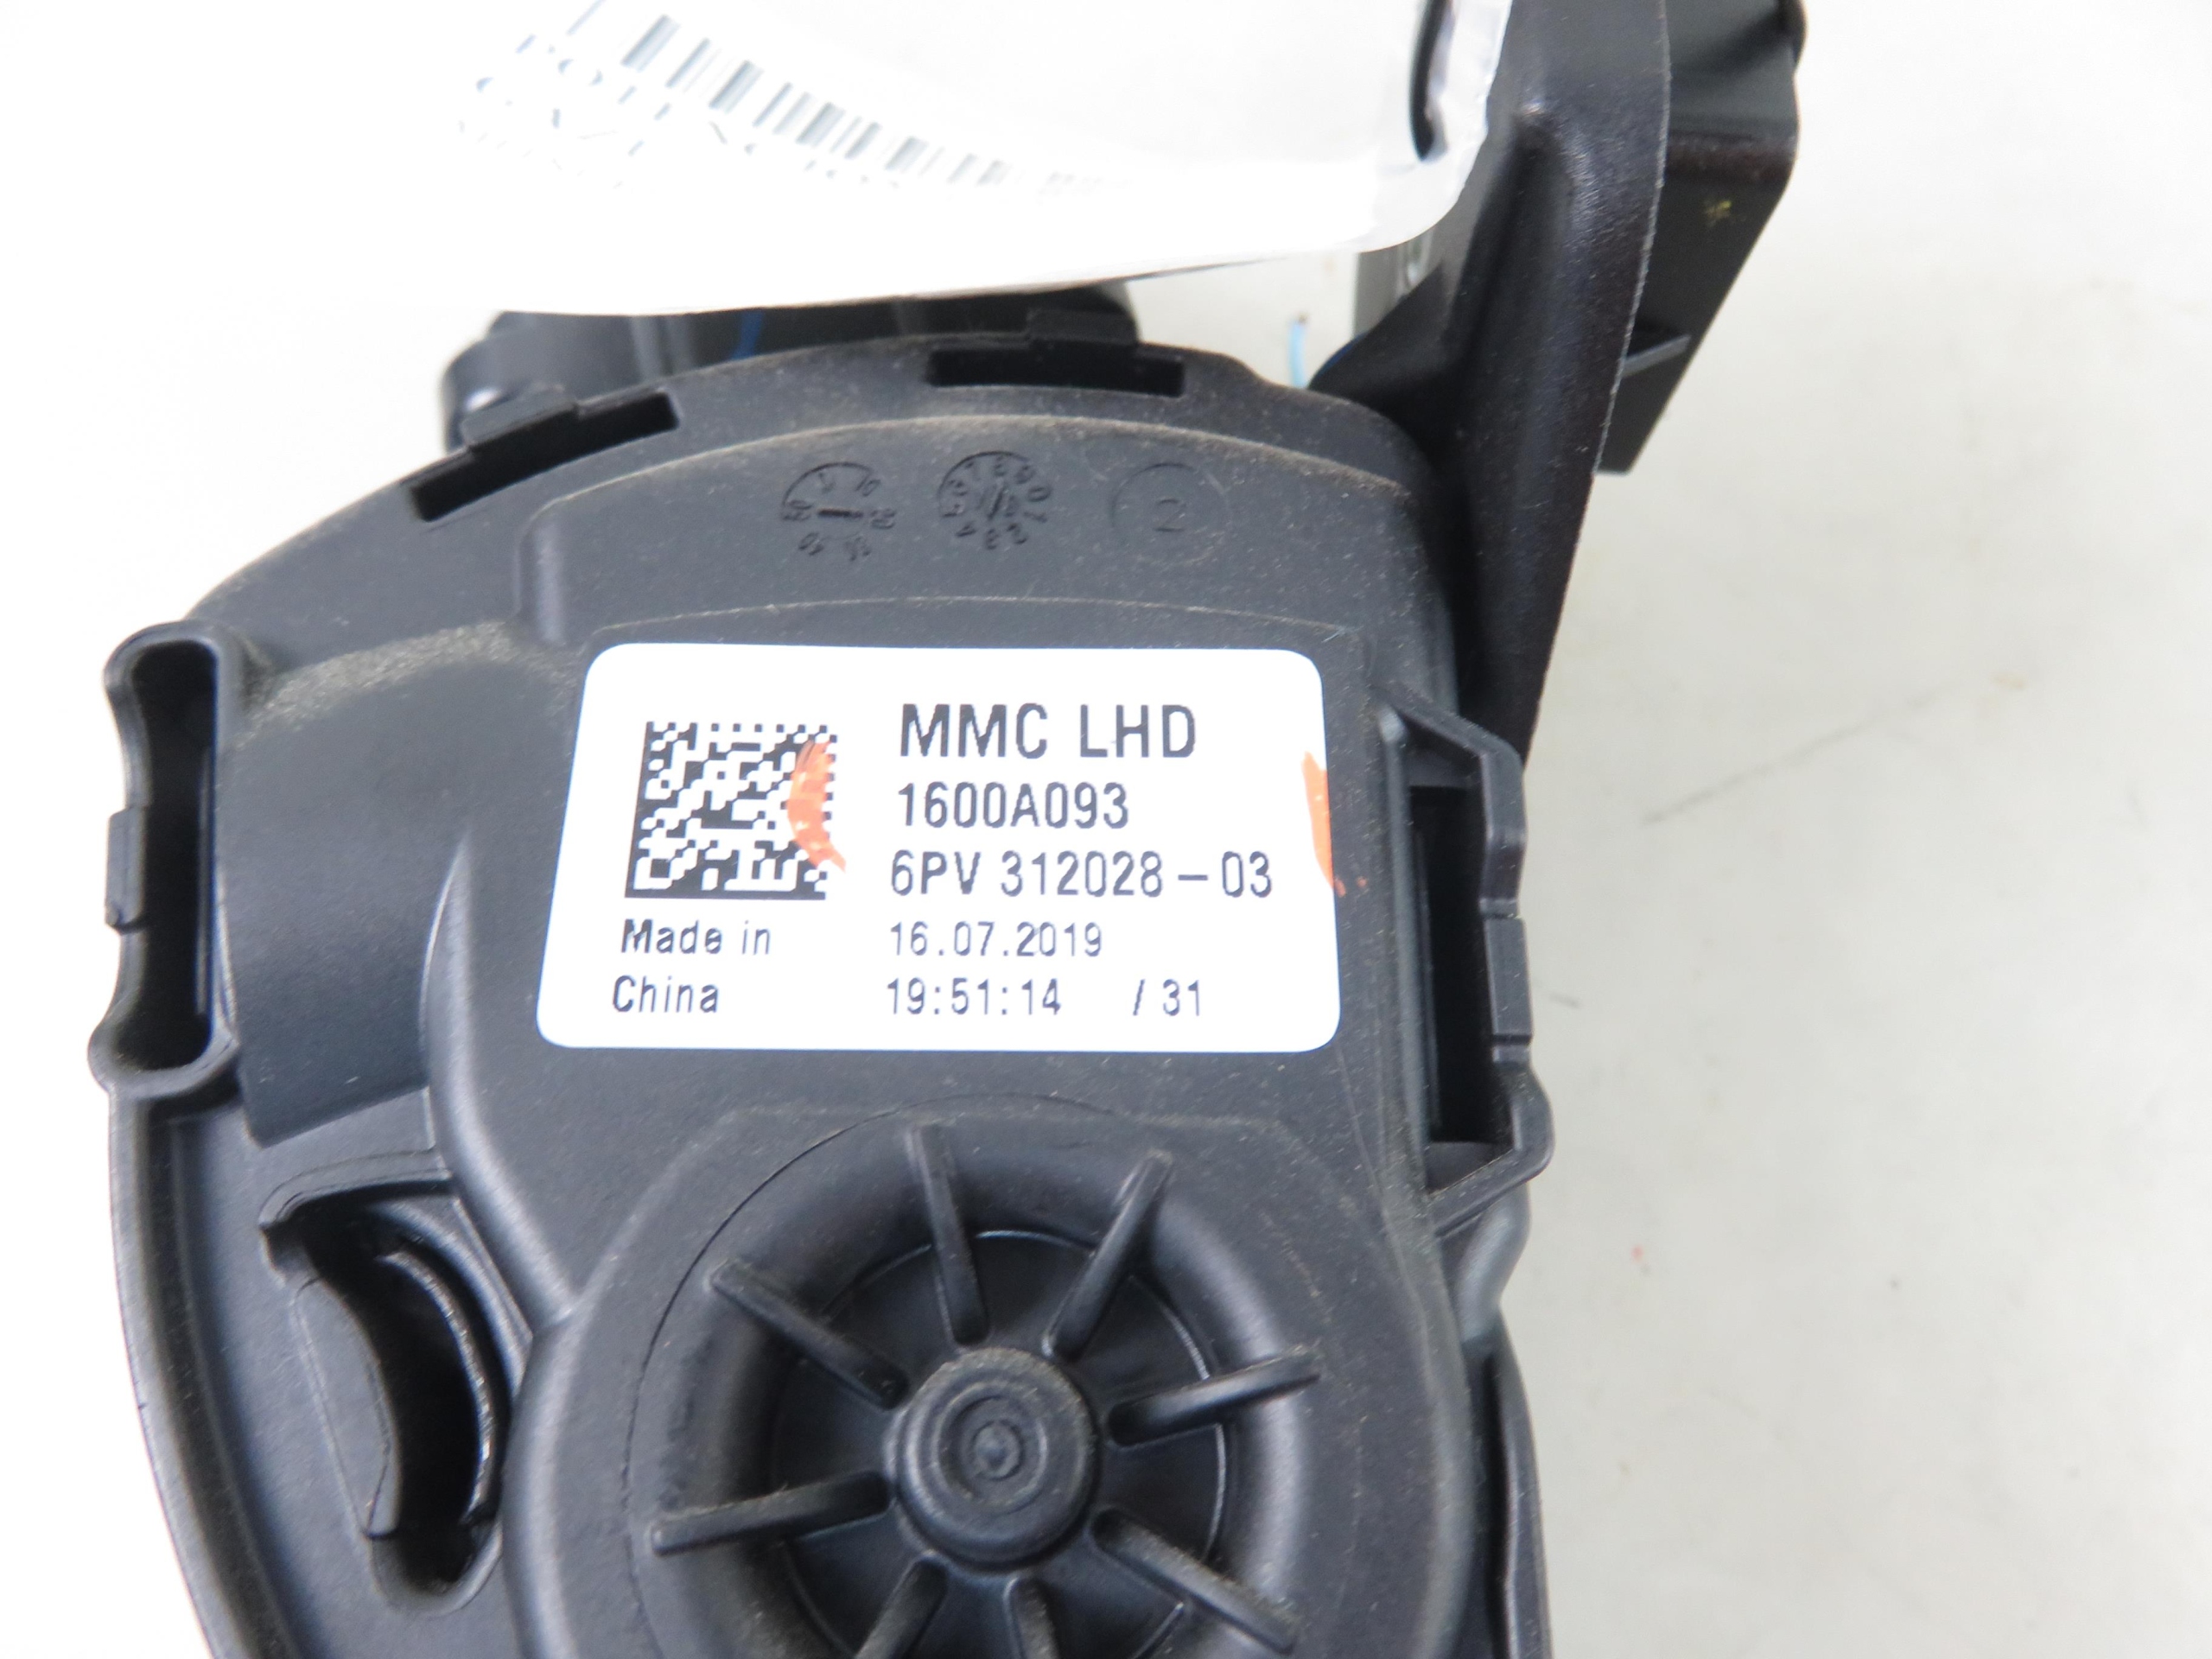 MMC LHD
1600A093
6PV 312028-03
Made in 16.07.2019
China 19:51:14 / 31